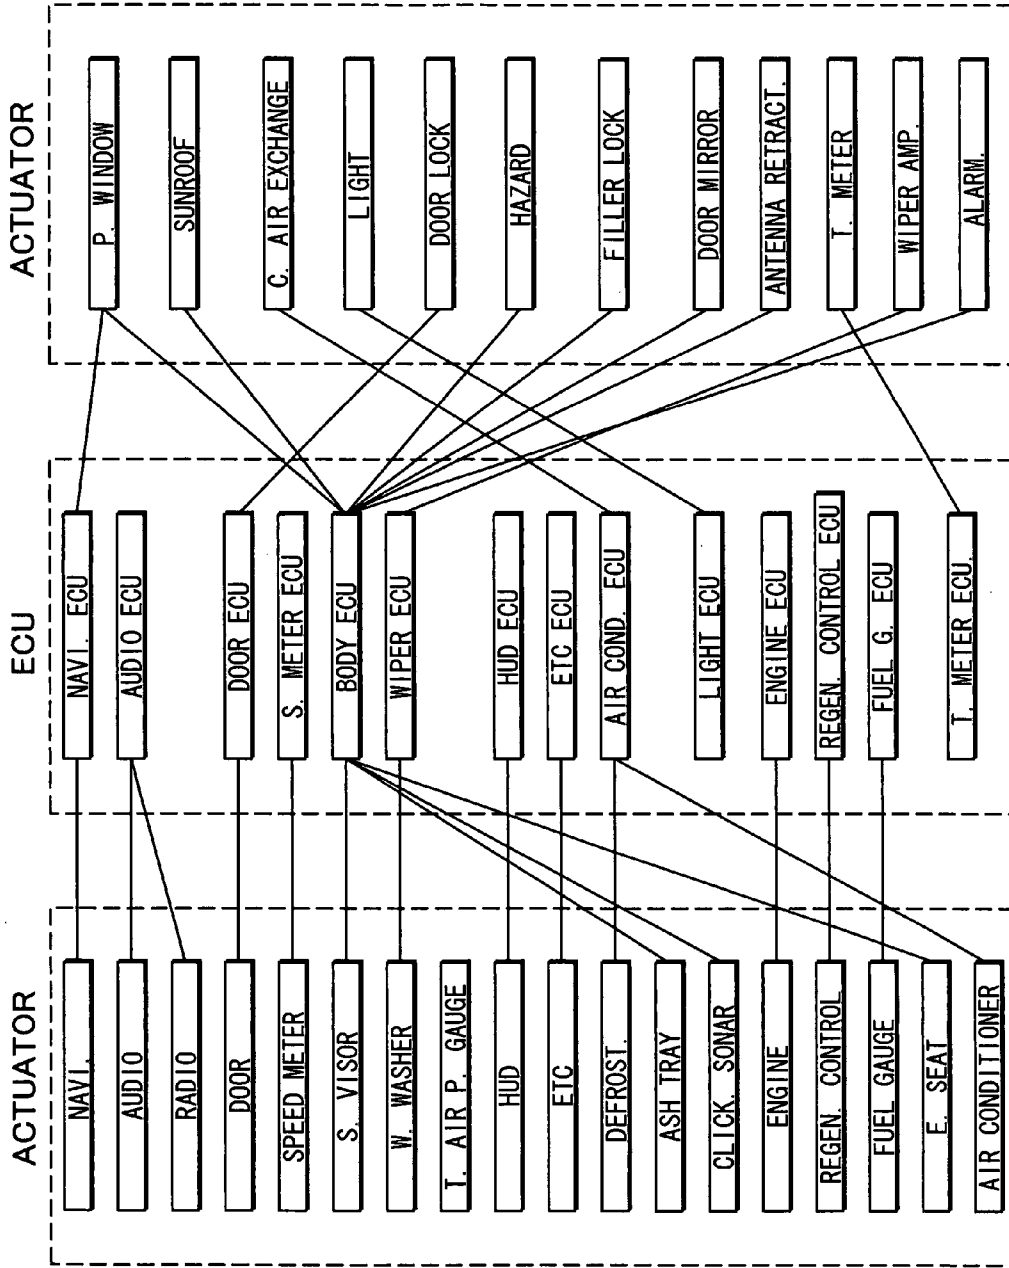 ACTUATOR
NAVI.
AUDIO
RADIO
DOOR
SPEED METER
S. VISOR
W. WASHER
T. AIR P. GAUGE
HUD
ETC
DEFROST.
ASH TRAY
CLICK. SONAR
ENGINE
REGEN. CONTROL
FUEL GAUGE
E. SEAT
AIR CONDITIONER
ECU
NAVI. ECU
AUDIO ECU
DOOR ECU
S. METER ECU
BODY ECU
WIPER ECU
HUD ECU
ETC ECU
AIR COND. ECU
LIGHT ECU
ENGINE ECU
REGEN. CONTROL ECU
FUEL G. ECU
T. METER ECU.
ACTUATOR
P. WINDOW
SUNROOF
C. AIR EXCHANGE
LIGHT
DOOR LOCK
HAZARD
FILLER LOCK
DOOR MIRROR
ANTENNA RETRACT.
T. METER
WIPER AMP.
ALARM.